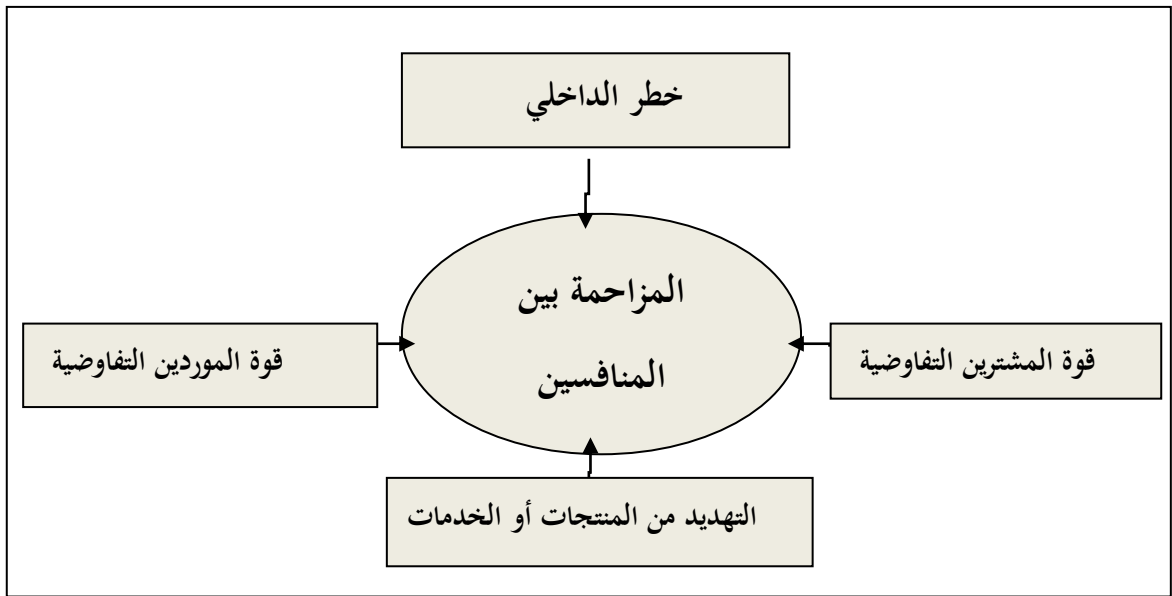 خطر الداخلي
المزاحمة بين
المنافسين
قوة المشترين التفاوضية
قوة الموردين التفاوضية
التهديد من المنتجات أو الخدمات